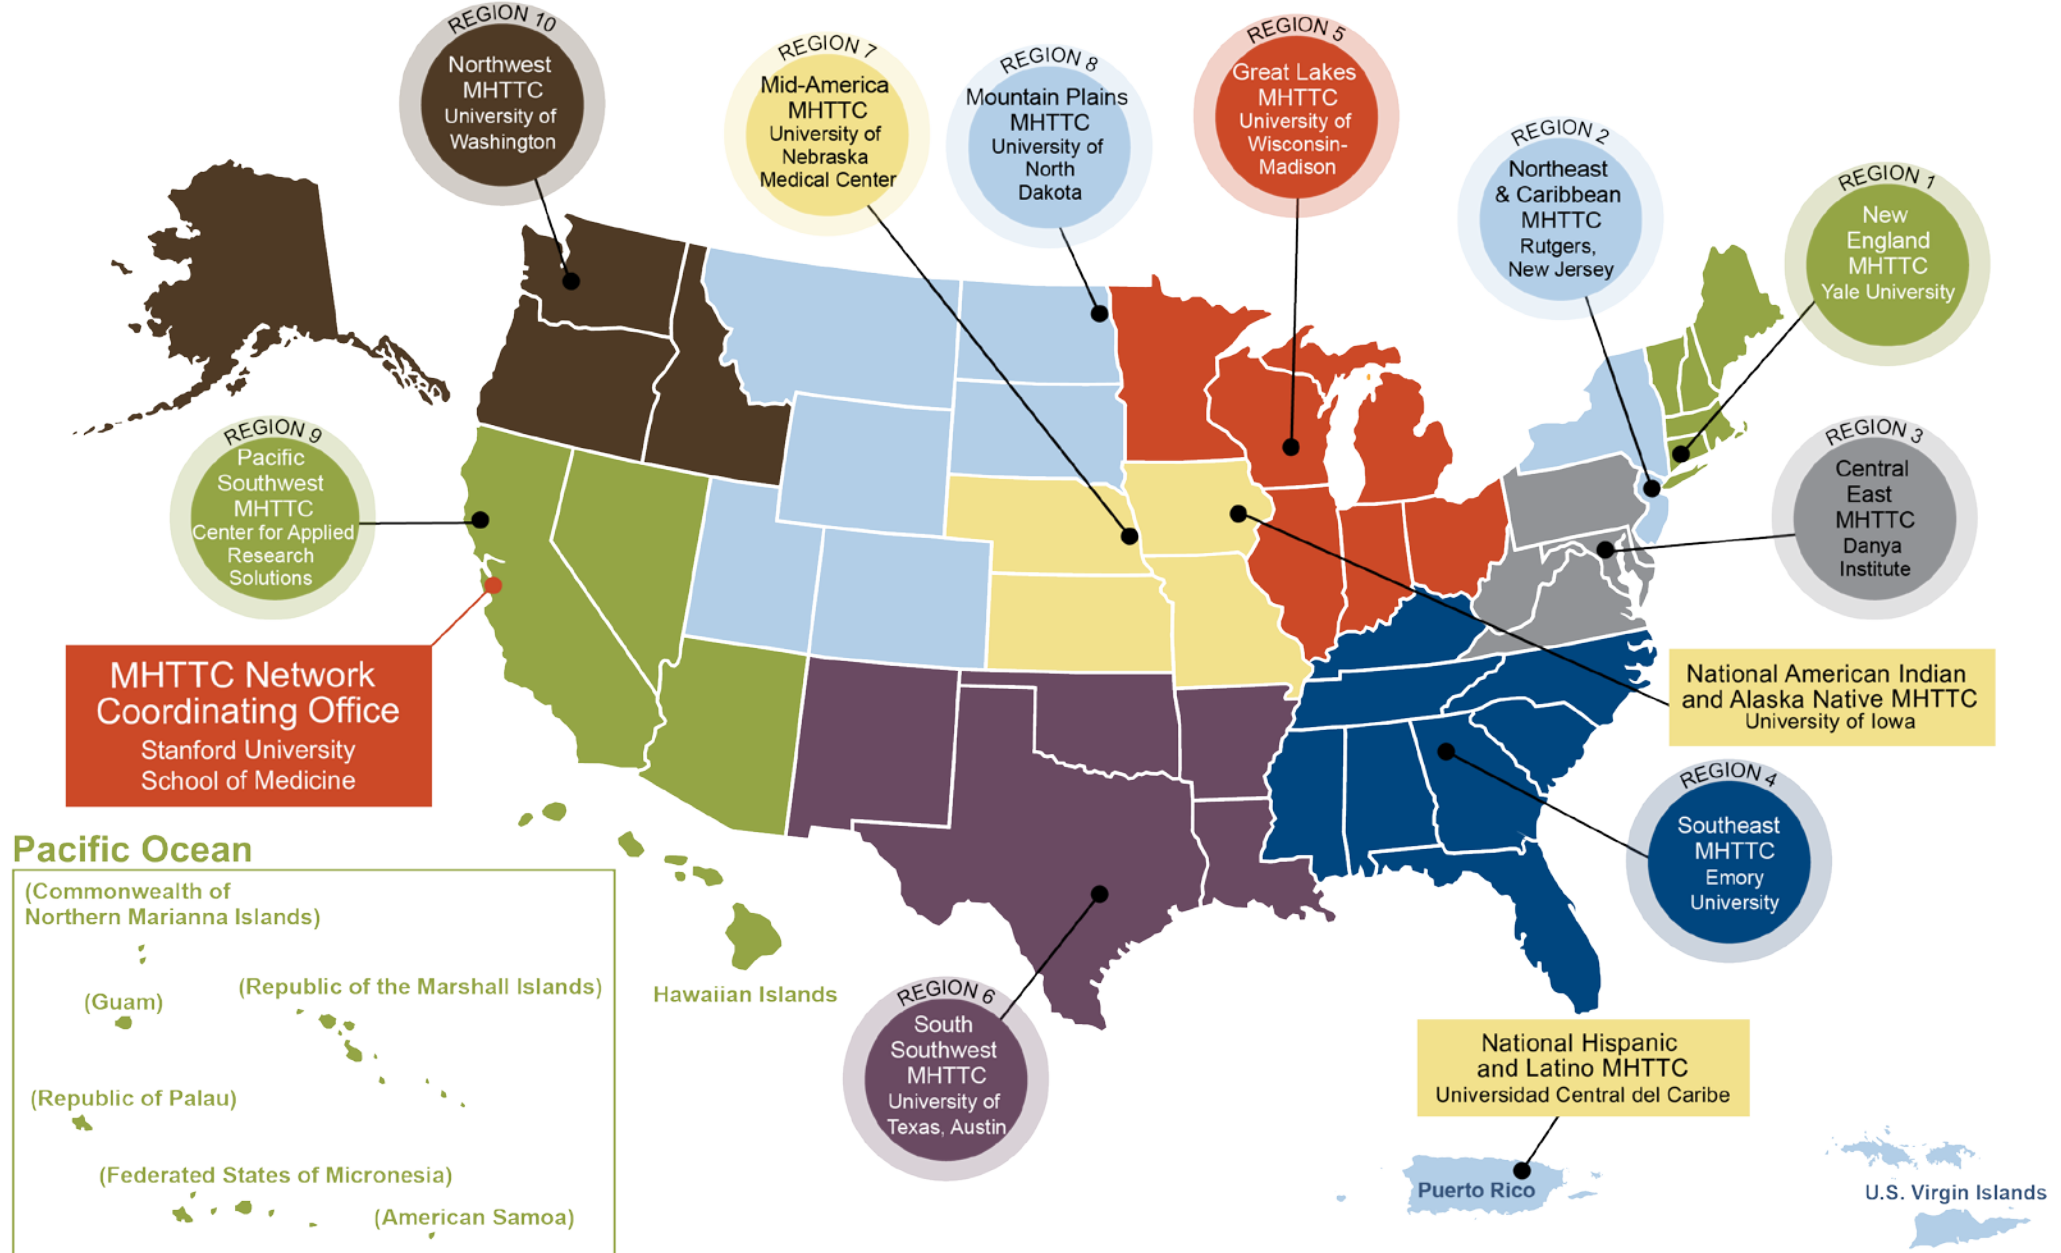 REGION 10
Northwest
MHTTC
University of
Washington
REGION 7
Mid-America
MHTTC
University of
Nebraska
Medical Center
REGION 8
Mountain Plains
MHTTC
University of
North
Dakota
REGION 5
Great Lakes
MHTTC
University of
Wisconsin-
Madison
REGION 2
Northeast
& Caribbean
MHTTC
Rutgers,
New Jersey
REGION 1
New
England
MHTTC
Yale University
REGION 9
Pacific
Southwest
MHTTC
Center for Applied
Research
Solutions
REGION 3
Central
East
MHTTC
Danya
Institute
MHTTC Network
Coordinating Office
Stanford University
School of Medicine
National American Indian
and Alaska Native MHTTC
University of Iowa
REGION 4
Southeast
MHTTC
Emory
University
Pacific Ocean
(Commonwealth of
Northern Marianna Islands)
(Guam)
(Republic of the Marshall Islands)
(Republic of Palau)
(Federated States of Micronesia)
(American Samoa)
Hawaiian Islands
REGION 6
South
Southwest
MHTTC
University of
Texas, Austin
National Hispanic
and Latino MHTTC
Universidad Central del Caribe
Puerto Rico
U.S. Virgin Islands